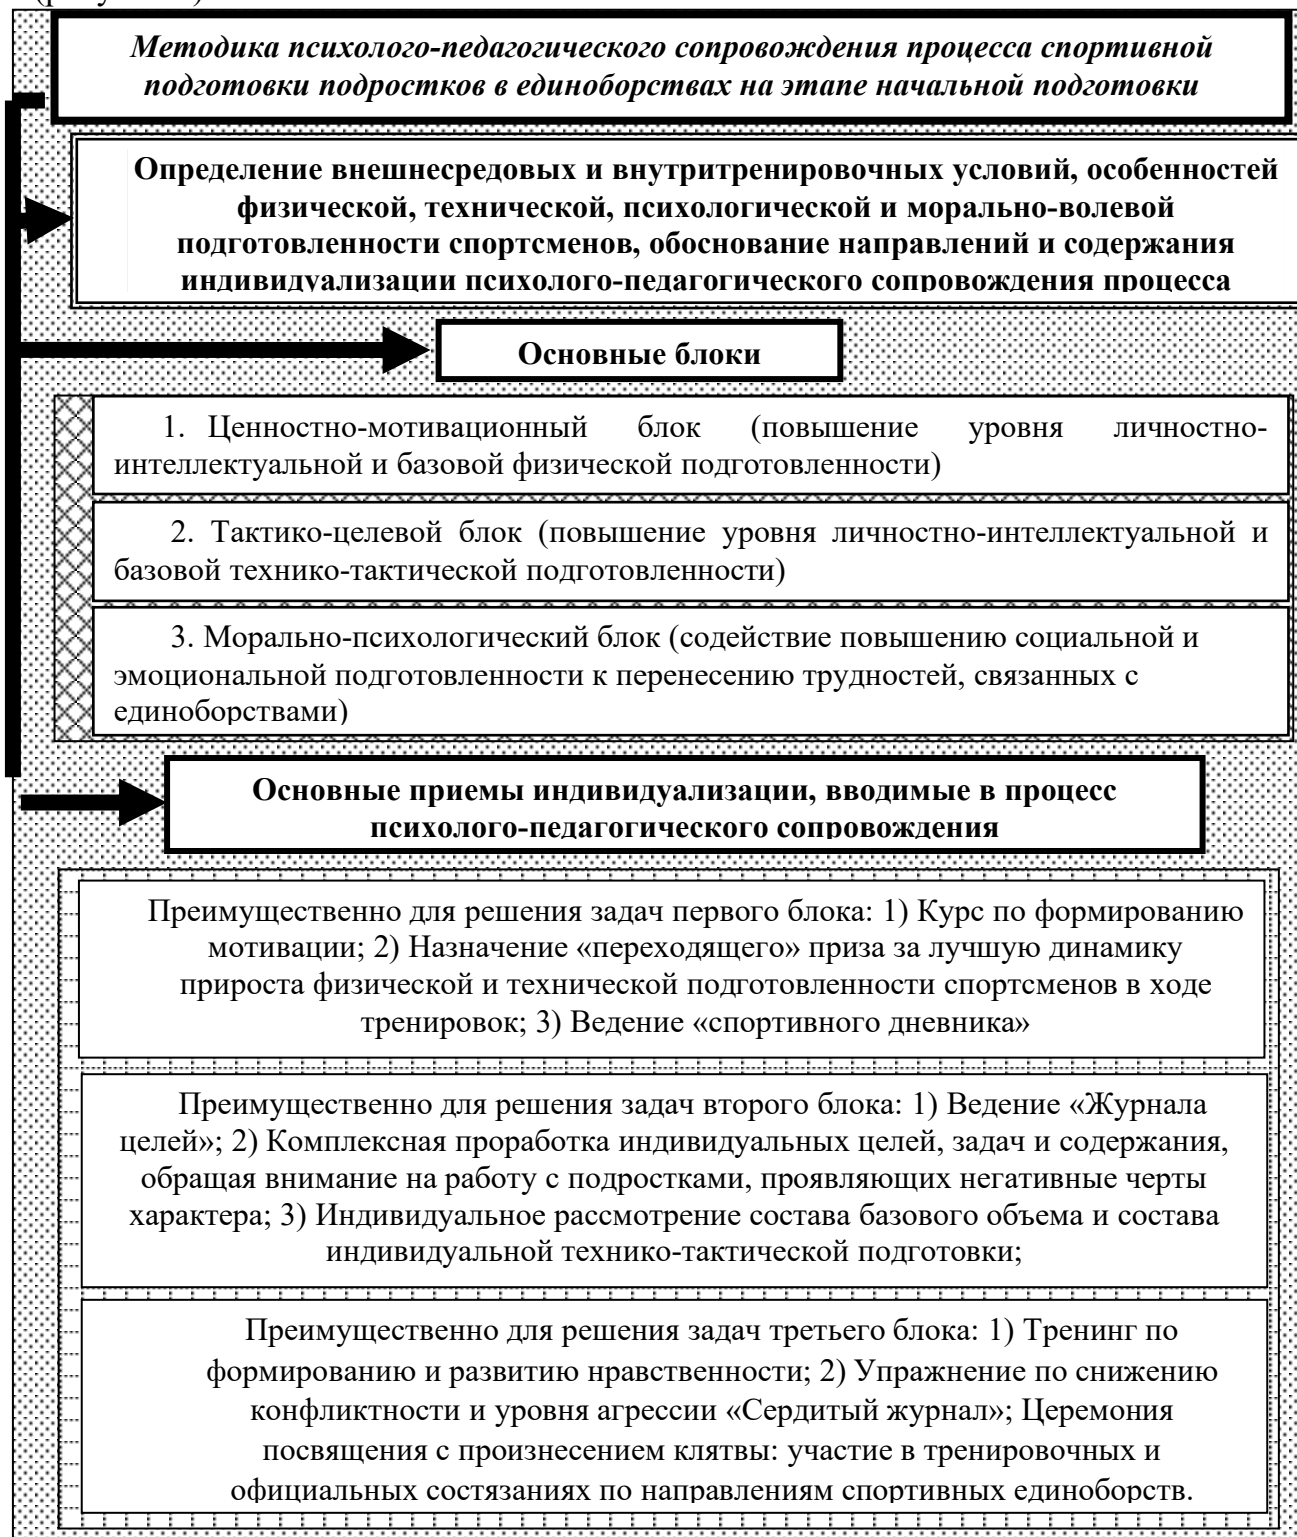 Методика психолого-педагогического сопровождения процесса спортивной
подготовки подростков в единоборствах на этапе начальной подготовки
Определение внешнесредовых и внутритренировочных условий, особенностей
физической, технической, психологической и морально-волевой
подготовленности спортсменов, обоснование направлений и содержания
индивидуализации психолого-педагогического сопровождения процесса
Основные блоки
1. Ценностно-мотивационный блок (повышение уровня личностно-
интеллектуальной и базовой физической подготовленности)
2. Тактико-целевой блок (повышение уровня личностно-интеллектуальной и
базовой технико-тактической подготовленности)
3. Морально-психологический блок (содействие повышению социальной и
эмоциональной подготовленности к перенесению трудностей, связанных с
единоборствами)
Основные приемы индивидуализации, вводимые в процесс
психолого-педагогического сопровождения
Преимущественно для решения задач первого блока: 1) Курс по формированию
мотивации; 2) Назначение «переходящего» приза за лучшую динамику
прироста физической и технической подготовленности спортсменов в ходе
тренировок; 3) Ведение «спортивного дневника»
Преимущественно для решения задач второго блока: 1) Ведение «Журнала
целей»; 2) Комплексная проработка индивидуальных целей, задач и содержания,
обращая внимание на работу с подростками, проявляющих негативные черты
характера; 3) Индивидуальное рассмотрение состава базового объема и состава
индивидуальной технико-тактической подготовки;
Преимущественно для решения задач третьего блока: 1) Тренинг по
формированию и развитию нравственности; 2) Упражнение по снижению
конфликтности и уровня агрессии «Сердитый журнал»; Церемония
посвящения с произнесением клятвы: участие в тренировочных и
официальных состязаниях по направлениям спортивных единоборств.